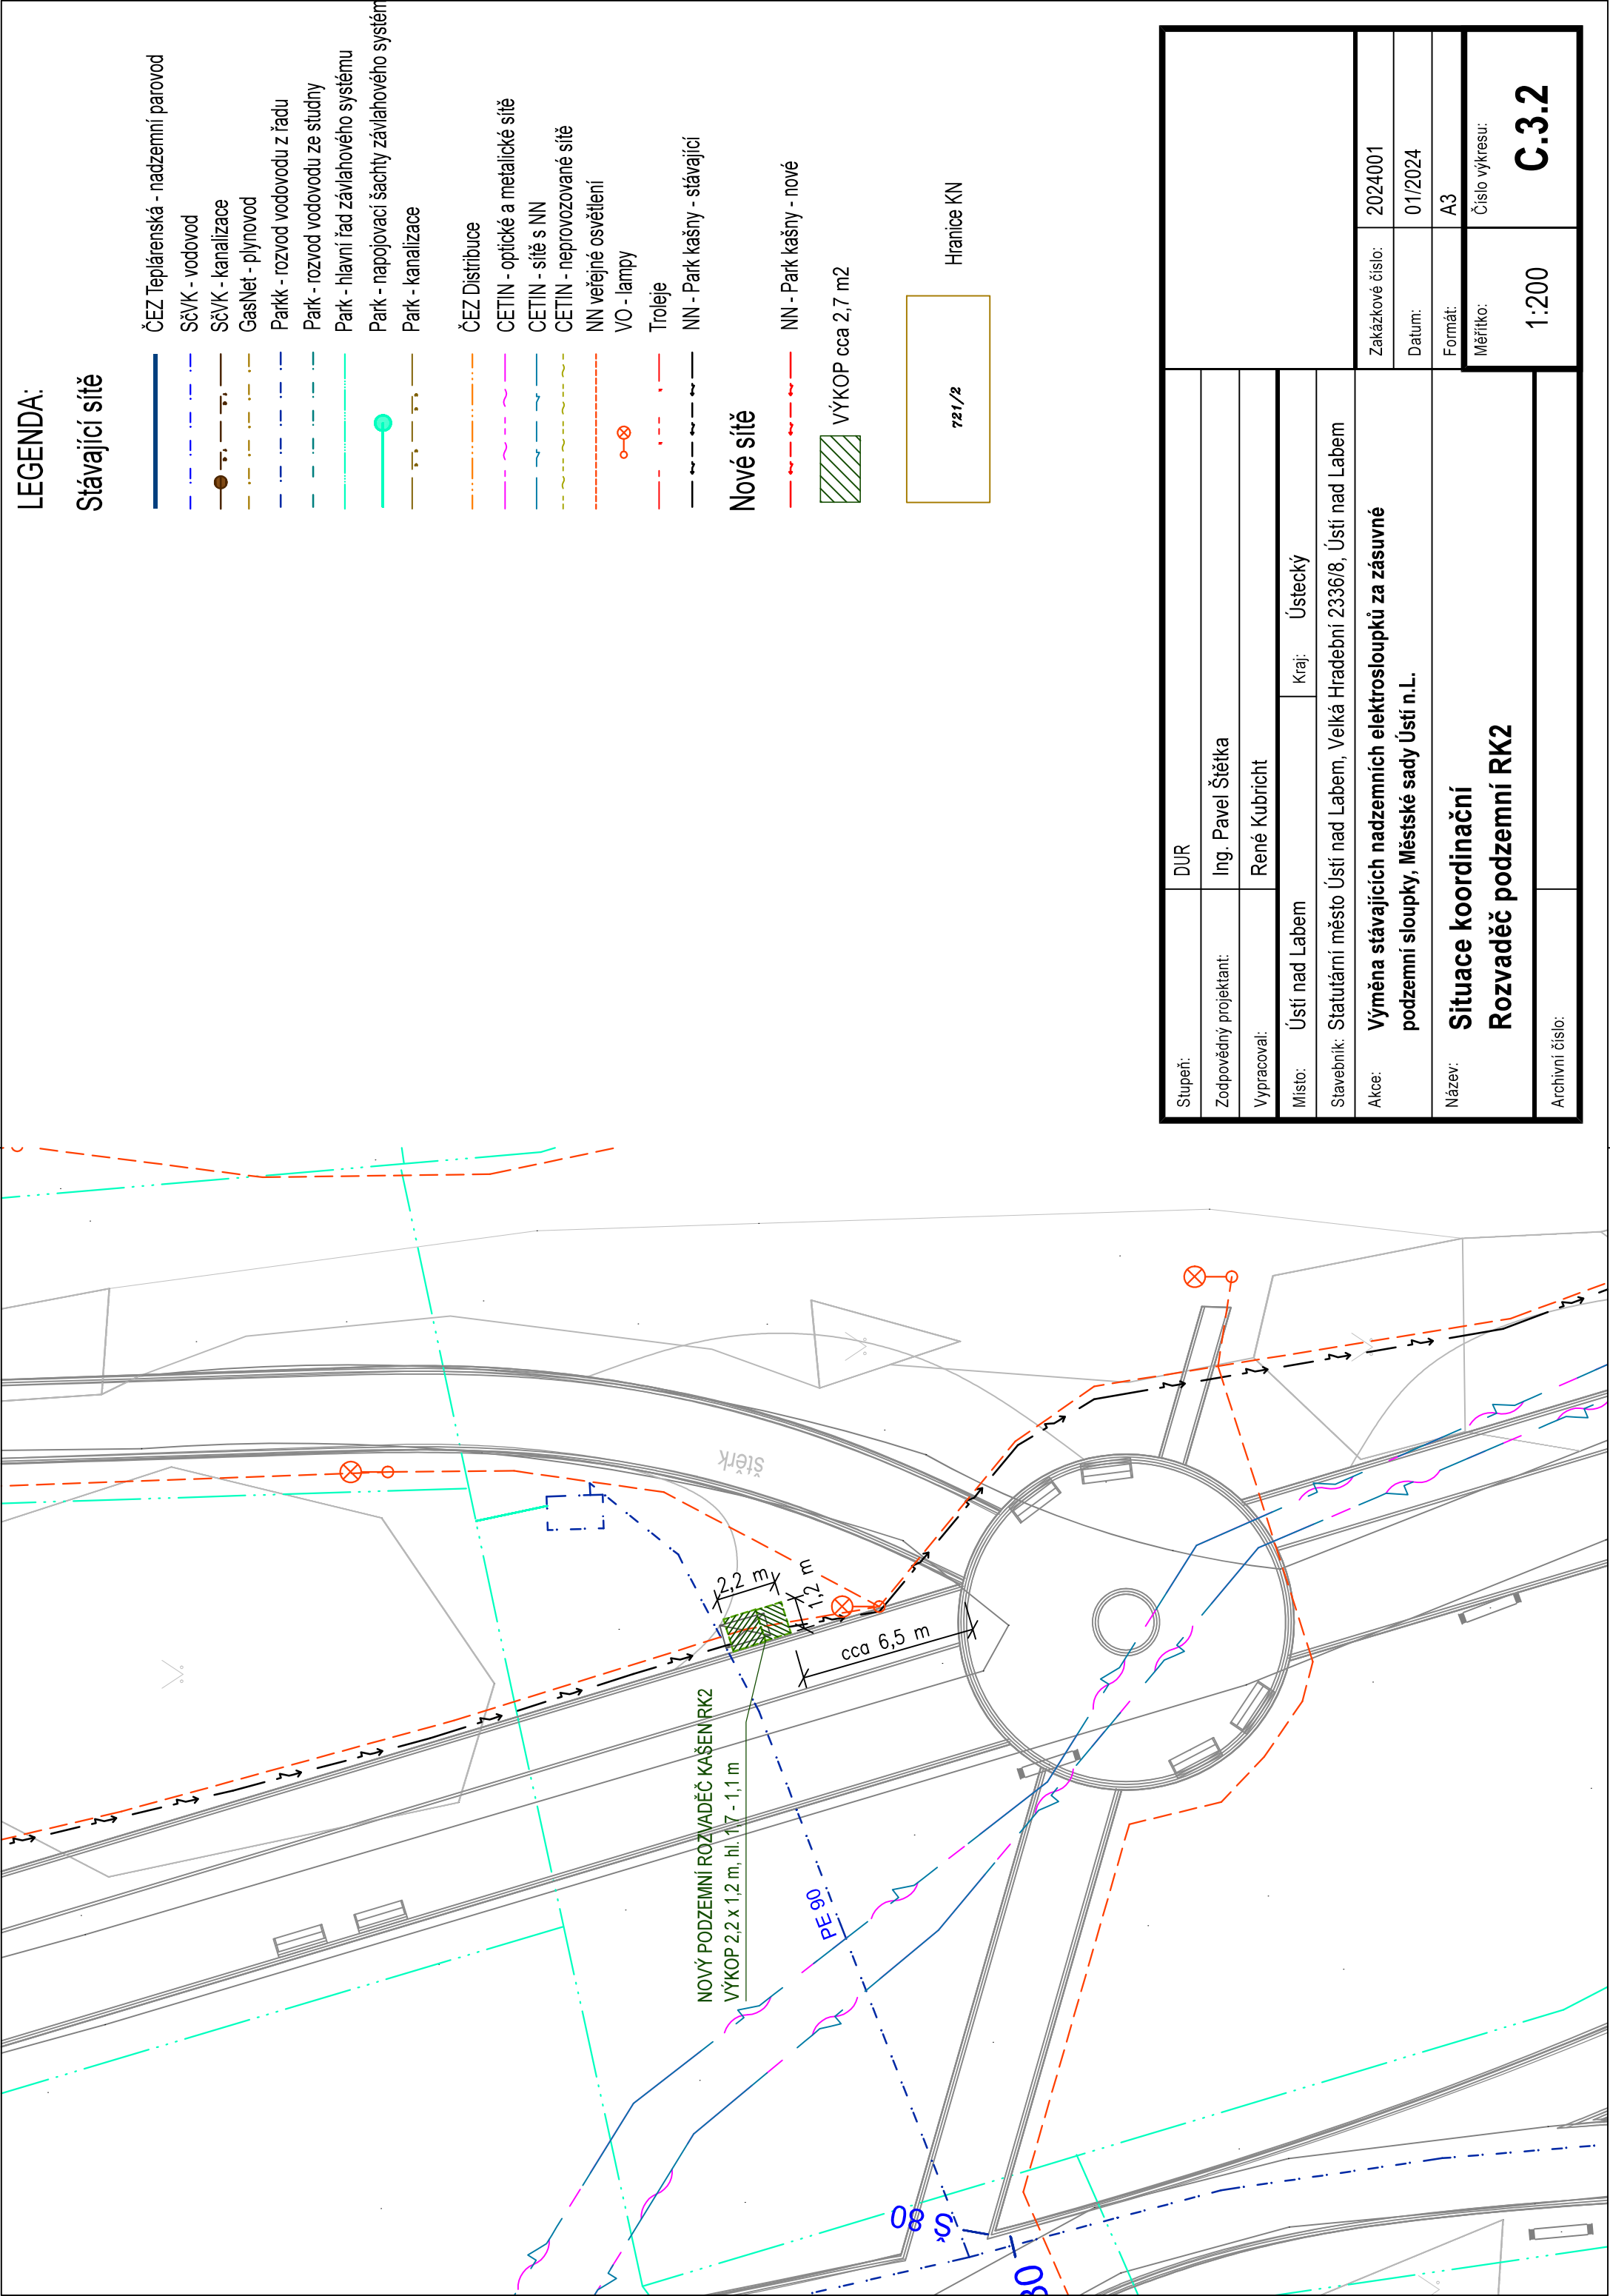 LEGENDA:
Stávající sítě
ČEZ Teplárenská - nadzemní parovod
SčVK - vodovod
SčVK - kanalizace
GasNet - plynovod
Parkk - rozvod vodovodu z řadu
Park - rozvod vodovodu ze studny
Park - hlavní řad závlahového systému
Park - napojovací šachty závlahového systém
Park - kanalizace
ČEZ Distribuce
CETIN - optické a metalické sítě
CETIN - sítě s NN
CETIN - neprovozované sítě
NN veřejné osvětlení
VO - lampy
Troleje
NN - Park kašny - stávající
Nové sítě
NN - Park kašny - nové
VÝKOP cca 2,7 m2
721/2
Hranice KN
Stupeň: DUR
Zodpovědný projektant: Ing. Pavel Štětka
Vypracoval: René Kubricht
Místo: Ústí nad Labem Kraj: Ústecký
Stavebník: Statutární město Ústí nad Labem, Velká Hradební 2336/8, Ústí nad Labem
Akce: Výměna stávajících nadzemních elektrosloupků za zásuvné
podzemní sloupky, Městské sady Ústí n.L.
Název: Situace koordinační
Rozvaděč podzemní RK2
Archivní číslo:
Zakázkové číslo: 2024001
Datum: 01/2024
Formát: A3
Měřítko: 1:200
Číslo výkresu: C.3.2
štěrk
2,2 m
1,2 m
cca 6,5 m
NOVÝ PODZEMNÍ ROZVADĚČ KAŠEN RK2
VÝKOP 2,2 x 1,2 m, hl. 1,7 - 1,1 m
PE 90
Š 80
80